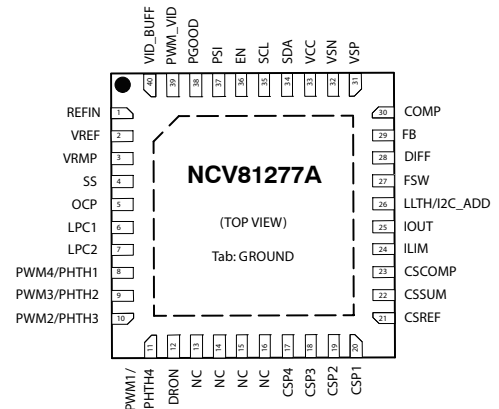 VID_BUFF
PWM_VID
PGOOD
PSI
EN
SCL
SDA
VCC
VSN
VSP
40
39
38
37
36
35
34
33
32
31
REFIN 1
VREF 2
VRMP 3
SS 4
OCP 5
LPC1 6
LPC2 7
PWM4/PHTH1 8
PWM3/PHTH2 9
PWM2/PHTH3 10
NCV81277A
(TOP VIEW)
Tab: GROUND
30 COMP
29 FB
28 DIFF
27 FSW
26 LLTH/I2C_ADD
25 IOUT
24 ILIM
23 CSCOMP
22 CSSUM
21 CSREF
11
12
13
14
15
16
17
18
19
20
PWM1/
PHTH4
DRON
NC
NC
NC
NC
CSP4
CSP3
CSP2
CSP1